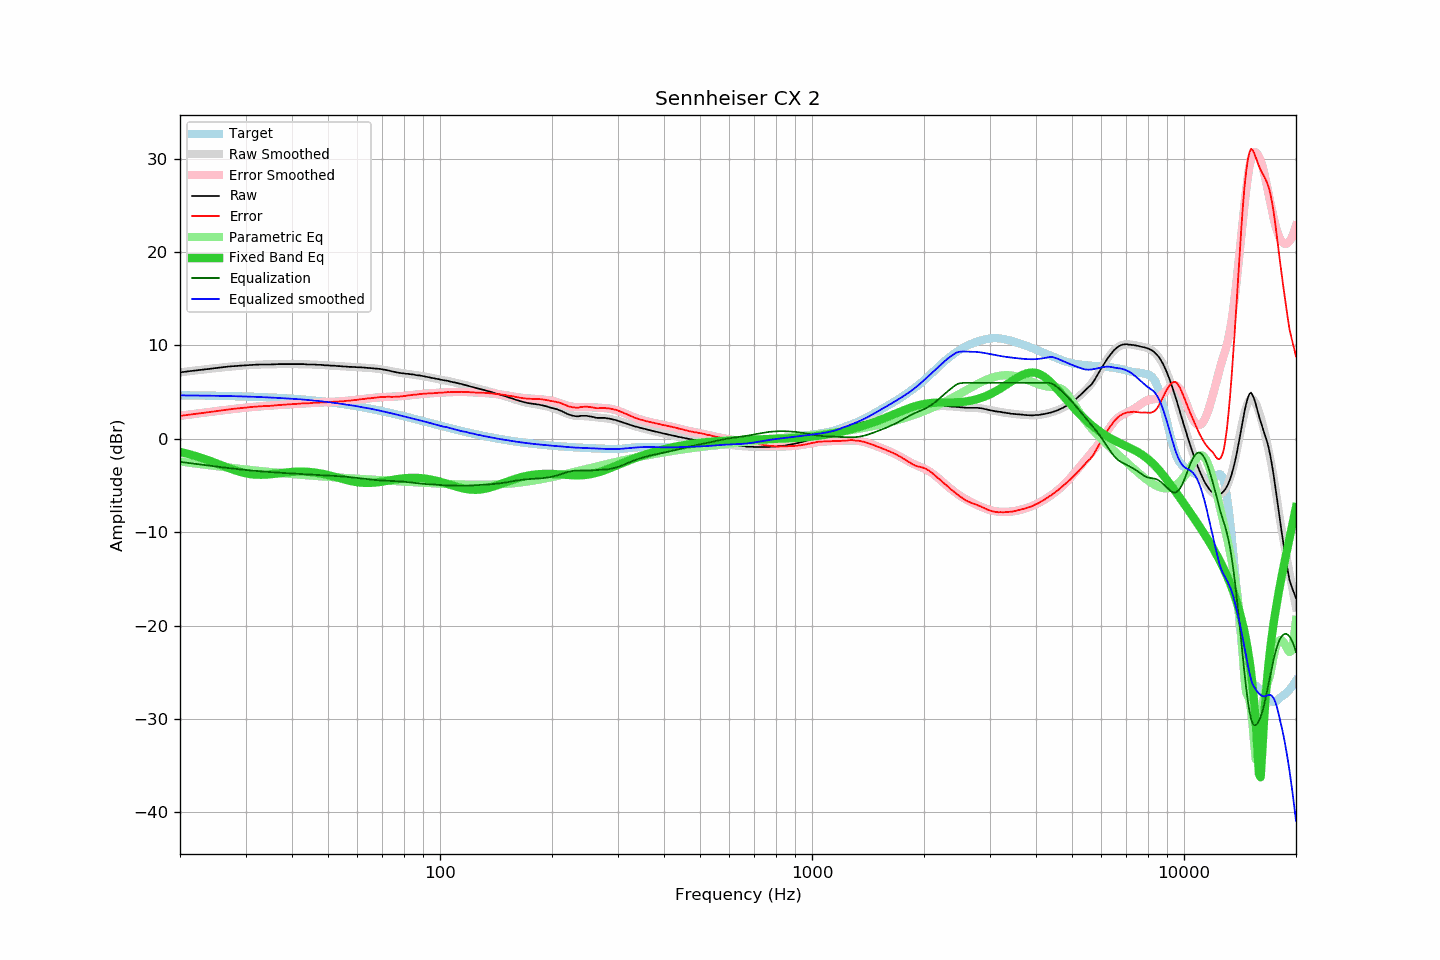 Sennheiser CX 2
Target
Raw Smoothed
Error Smoothed
Raw
Error
Parametric Eq
Fixed Band Eq
Equalization
Equalized smoothed
30
20
10
0
−10
−20
−30
−40
Amplitude (dBr)
100
1000
10000
Frequency (Hz)